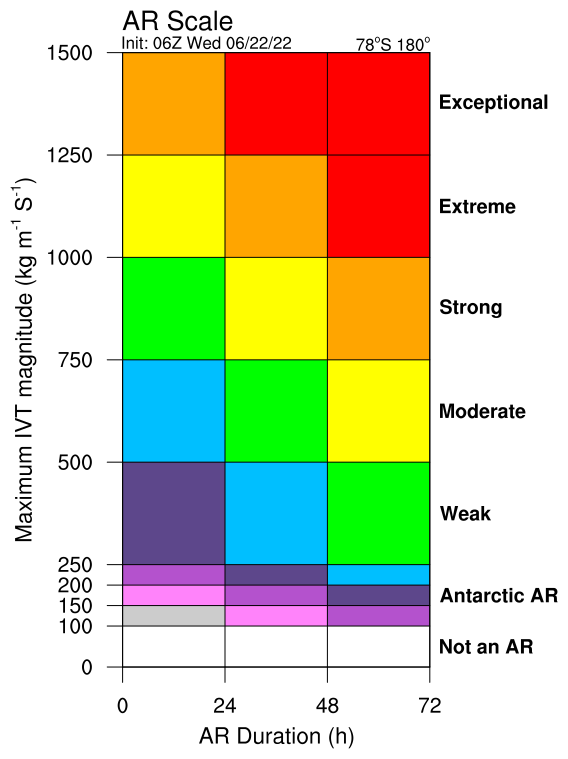 AR Scale
Init: 06Z Wed 06/22/22 78°S 180°
1500
Exceptional
1250
Extreme
1000
Strong
750
Moderate
500
Weak
250
200
Antarctic AR
150
100
Not an AR
0
Maximum IVT magnitude (kg m⁻¹ S⁻¹)
0 24 48 72
AR Duration (h)